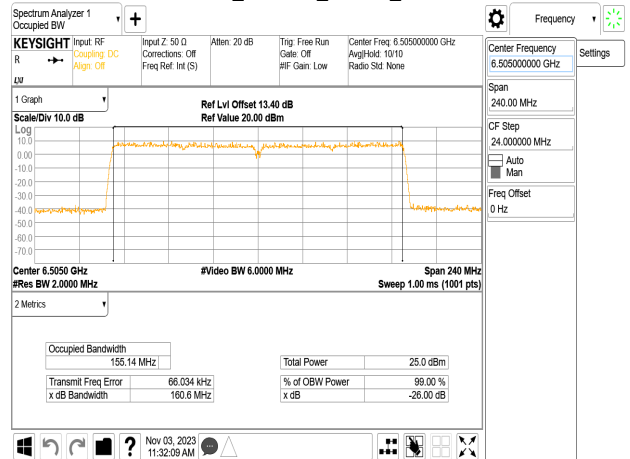 Spectrum Analyzer 1
Occupied BW
▼
+
Frequency
▼
KEYSIGHT
R
LXI
Input: RF
Coupling: DC
Align: Off
Input Z: 50 Ω
Corrections: Off
Freq Ref: Int (S)
Atten: 20 dB
Trig: Free Run
Gate: Off
#IF Gain: Low
Center Freq: 6.505000000 GHz
Avg|Hold: 10/10
Radio Std: None
Center Frequency
6.505000000 GHz
Settings
Span
240.00 MHz
CF Step
24.000000 MHz
Auto
Man
Freq Offset
0 Hz
1 Graph
▼
Scale/Div 10.0 dB
Ref Lvl Offset 13.40 dB
Ref Value 20.00 dBm
Log
10.0
0.00
-10.0
-20.0
-30.0
-40.0
-50.0
-60.0
-70.0
Center 6.5050 GHz
#Video BW 6.0000 MHz
Span 240 MHz
#Res BW 2.0000 MHz
Sweep 1.00 ms (1001 pts)
2 Metrics
▼
Occupied Bandwidth
155.14 MHz
Total Power 25.0 dBm
Transmit Freq Error 66.034 kHz
% of OBW Power 99.00 %
x dB Bandwidth 160.6 MHz
x dB -26.00 dB
?
Nov 03, 2023
11:32:09 AM